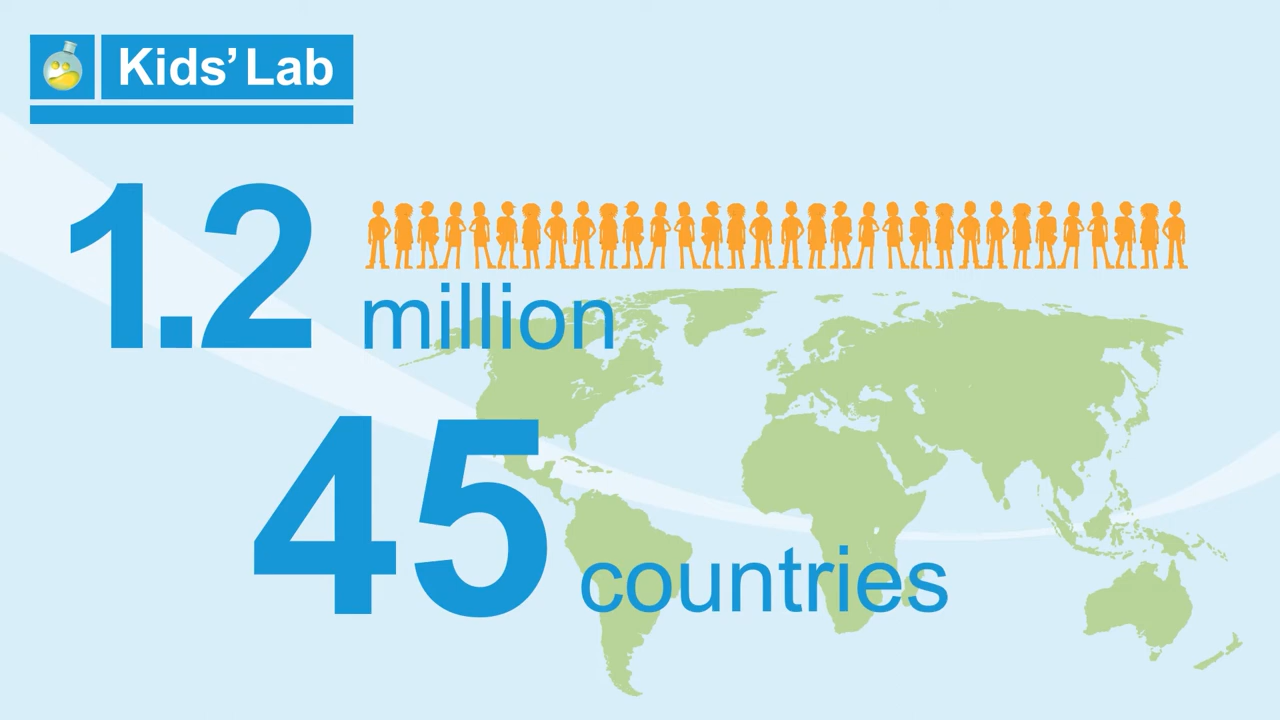 Kids’ Lab
1.2
million
45
countries